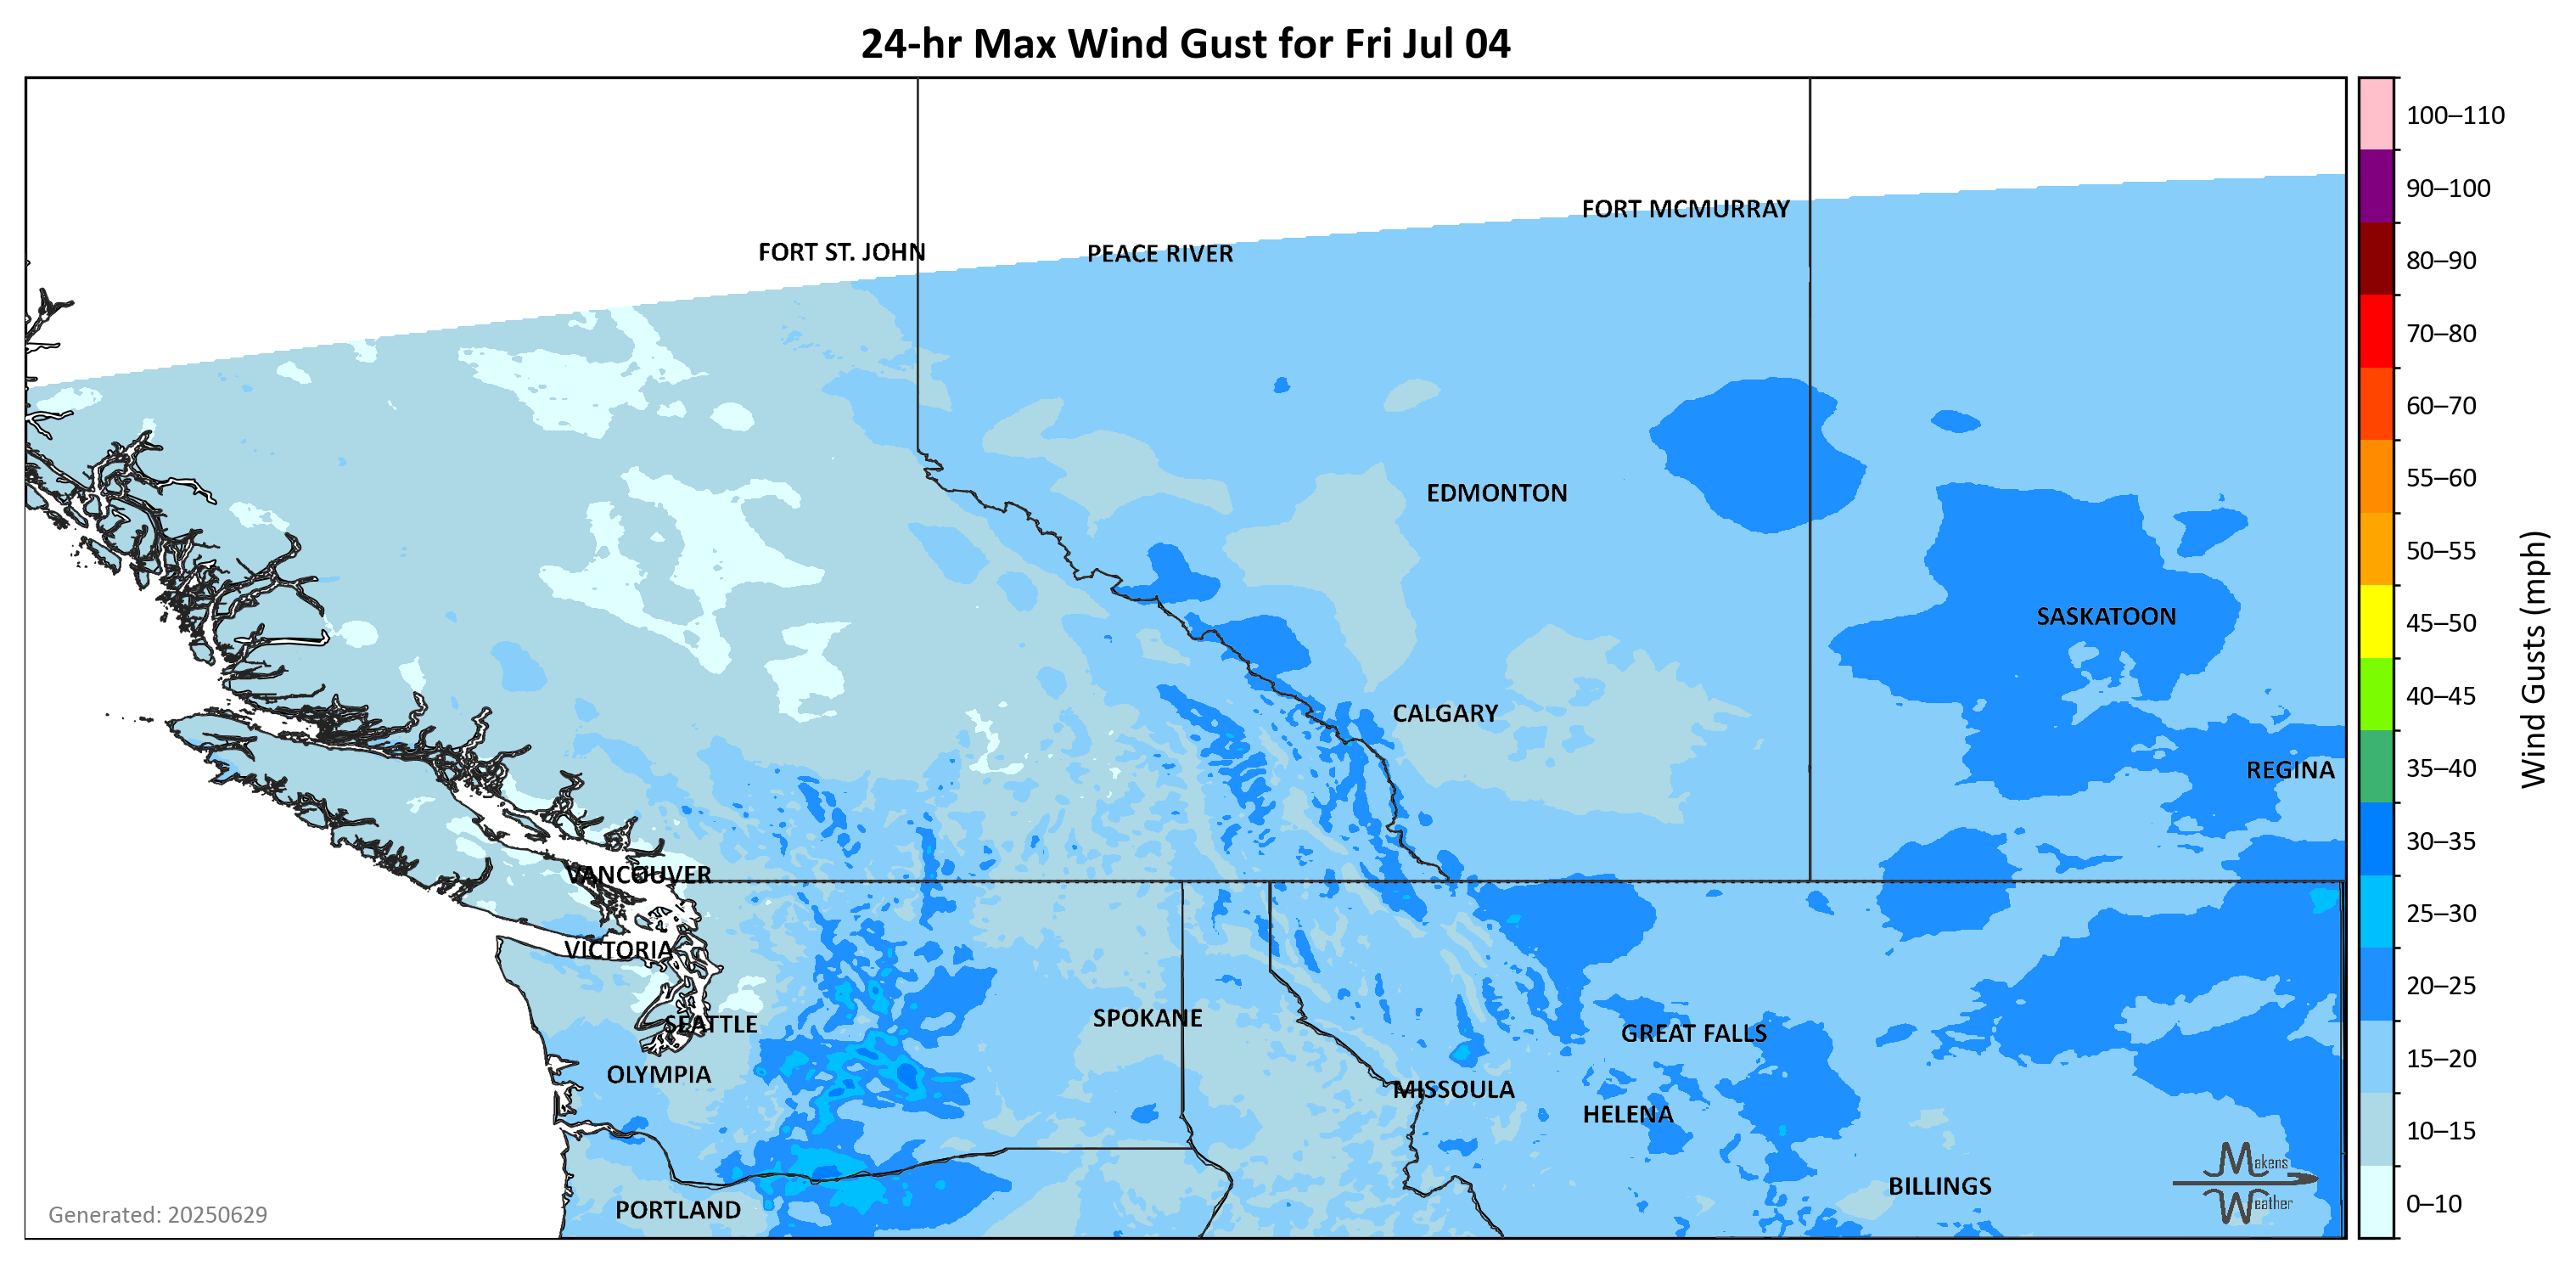 24-hr Max Wind Gust for Fri Jul 04
FORT MCMURRAY
FORT ST. JOHN
PEACE RIVER
EDMONTON
SASKATOON
CALGARY
REGINA
VANCOUVER
VICTORIA
SPOKANE
SEATTLE
GREAT FALLS
OLYMPIA
MISSOULA
HELENA
BILLINGS
PORTLAND
Makens
Weather
Generated: 20250629
100–110
90–100
80–90
70–80
60–70
55–60
50–55
45–50
40–45
35–40
30–35
25–30
20–25
15–20
10–15
0–10
Wind Gusts (mph)